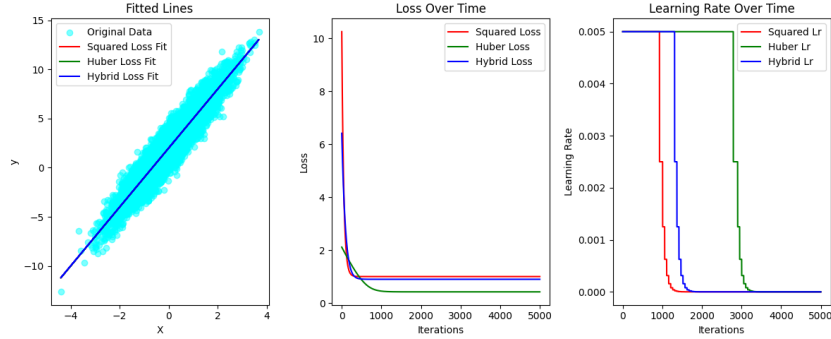 Fitted Lines
Original Data
Squared Loss Fit
Huber Loss Fit
Hybrid Loss Fit
15
10
5
0
−5
−10
y
−4
−2
0
2
4
X
Loss Over Time
Squared Loss
Huber Loss
Hybrid Loss
10
8
6
4
2
0
Loss
0
1000
2000
3000
4000
5000
Iterations
Learning Rate Over Time
Squared Lr
Huber Lr
Hybrid Lr
0.005
0.004
0.003
0.002
0.001
0.000
Learning Rate
0
1000
2000
3000
4000
5000
Iterations